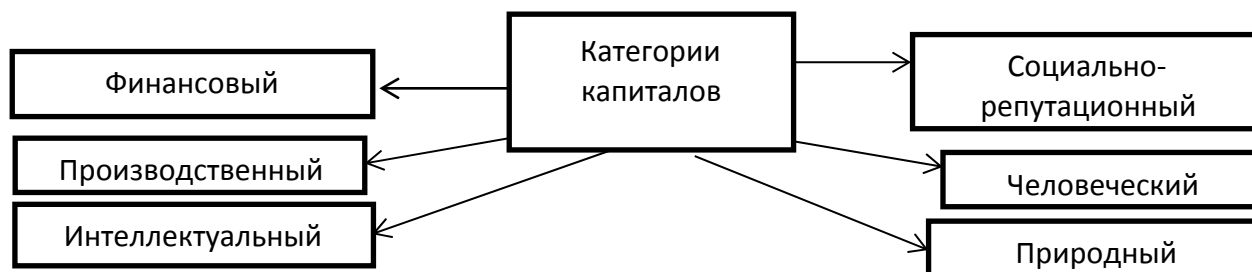 Категории
капиталов
Финансовый
Производственный
Интеллектуальный
Социально-
репутационный
Человеческий
Природный